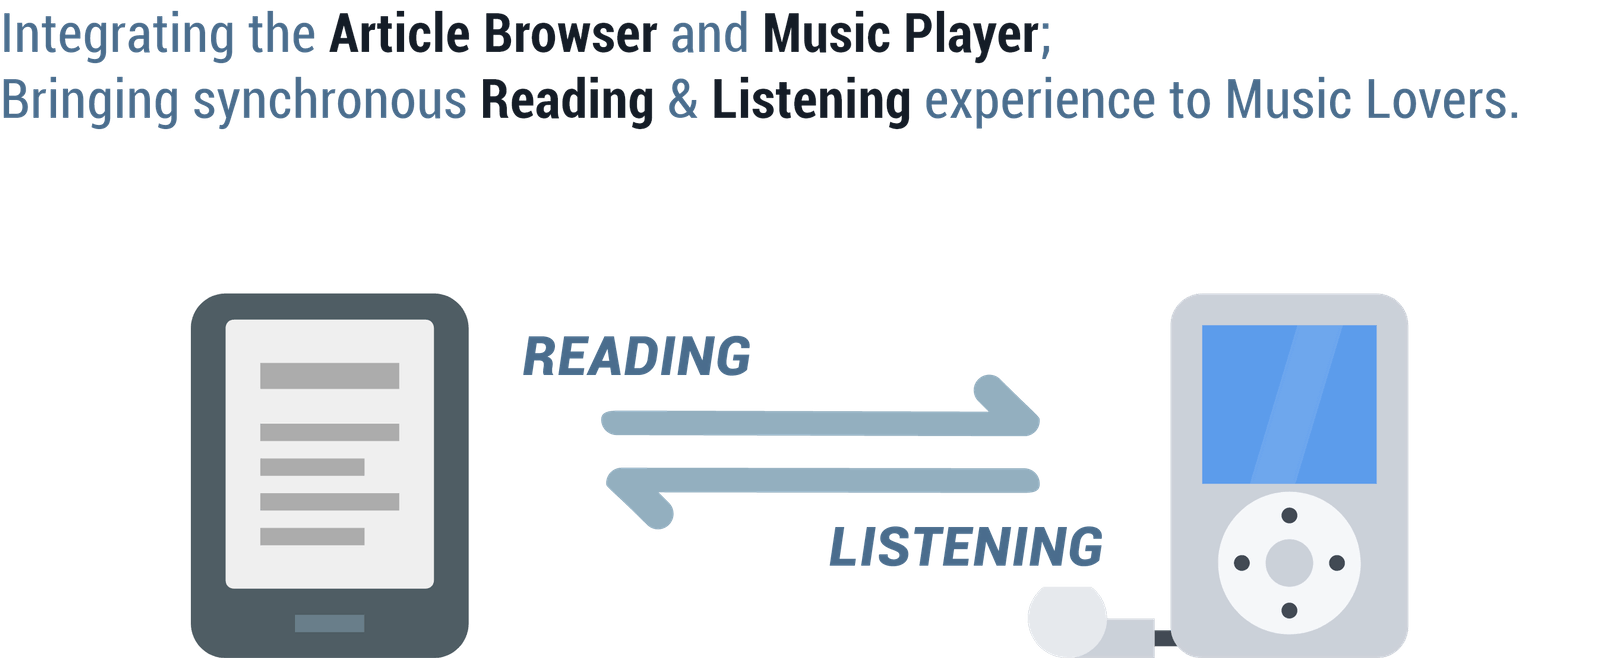 Integrating the Article Browser and Music Player;
Bringing synchronous Reading & Listening experience to Music Lovers.
READING
LISTENING